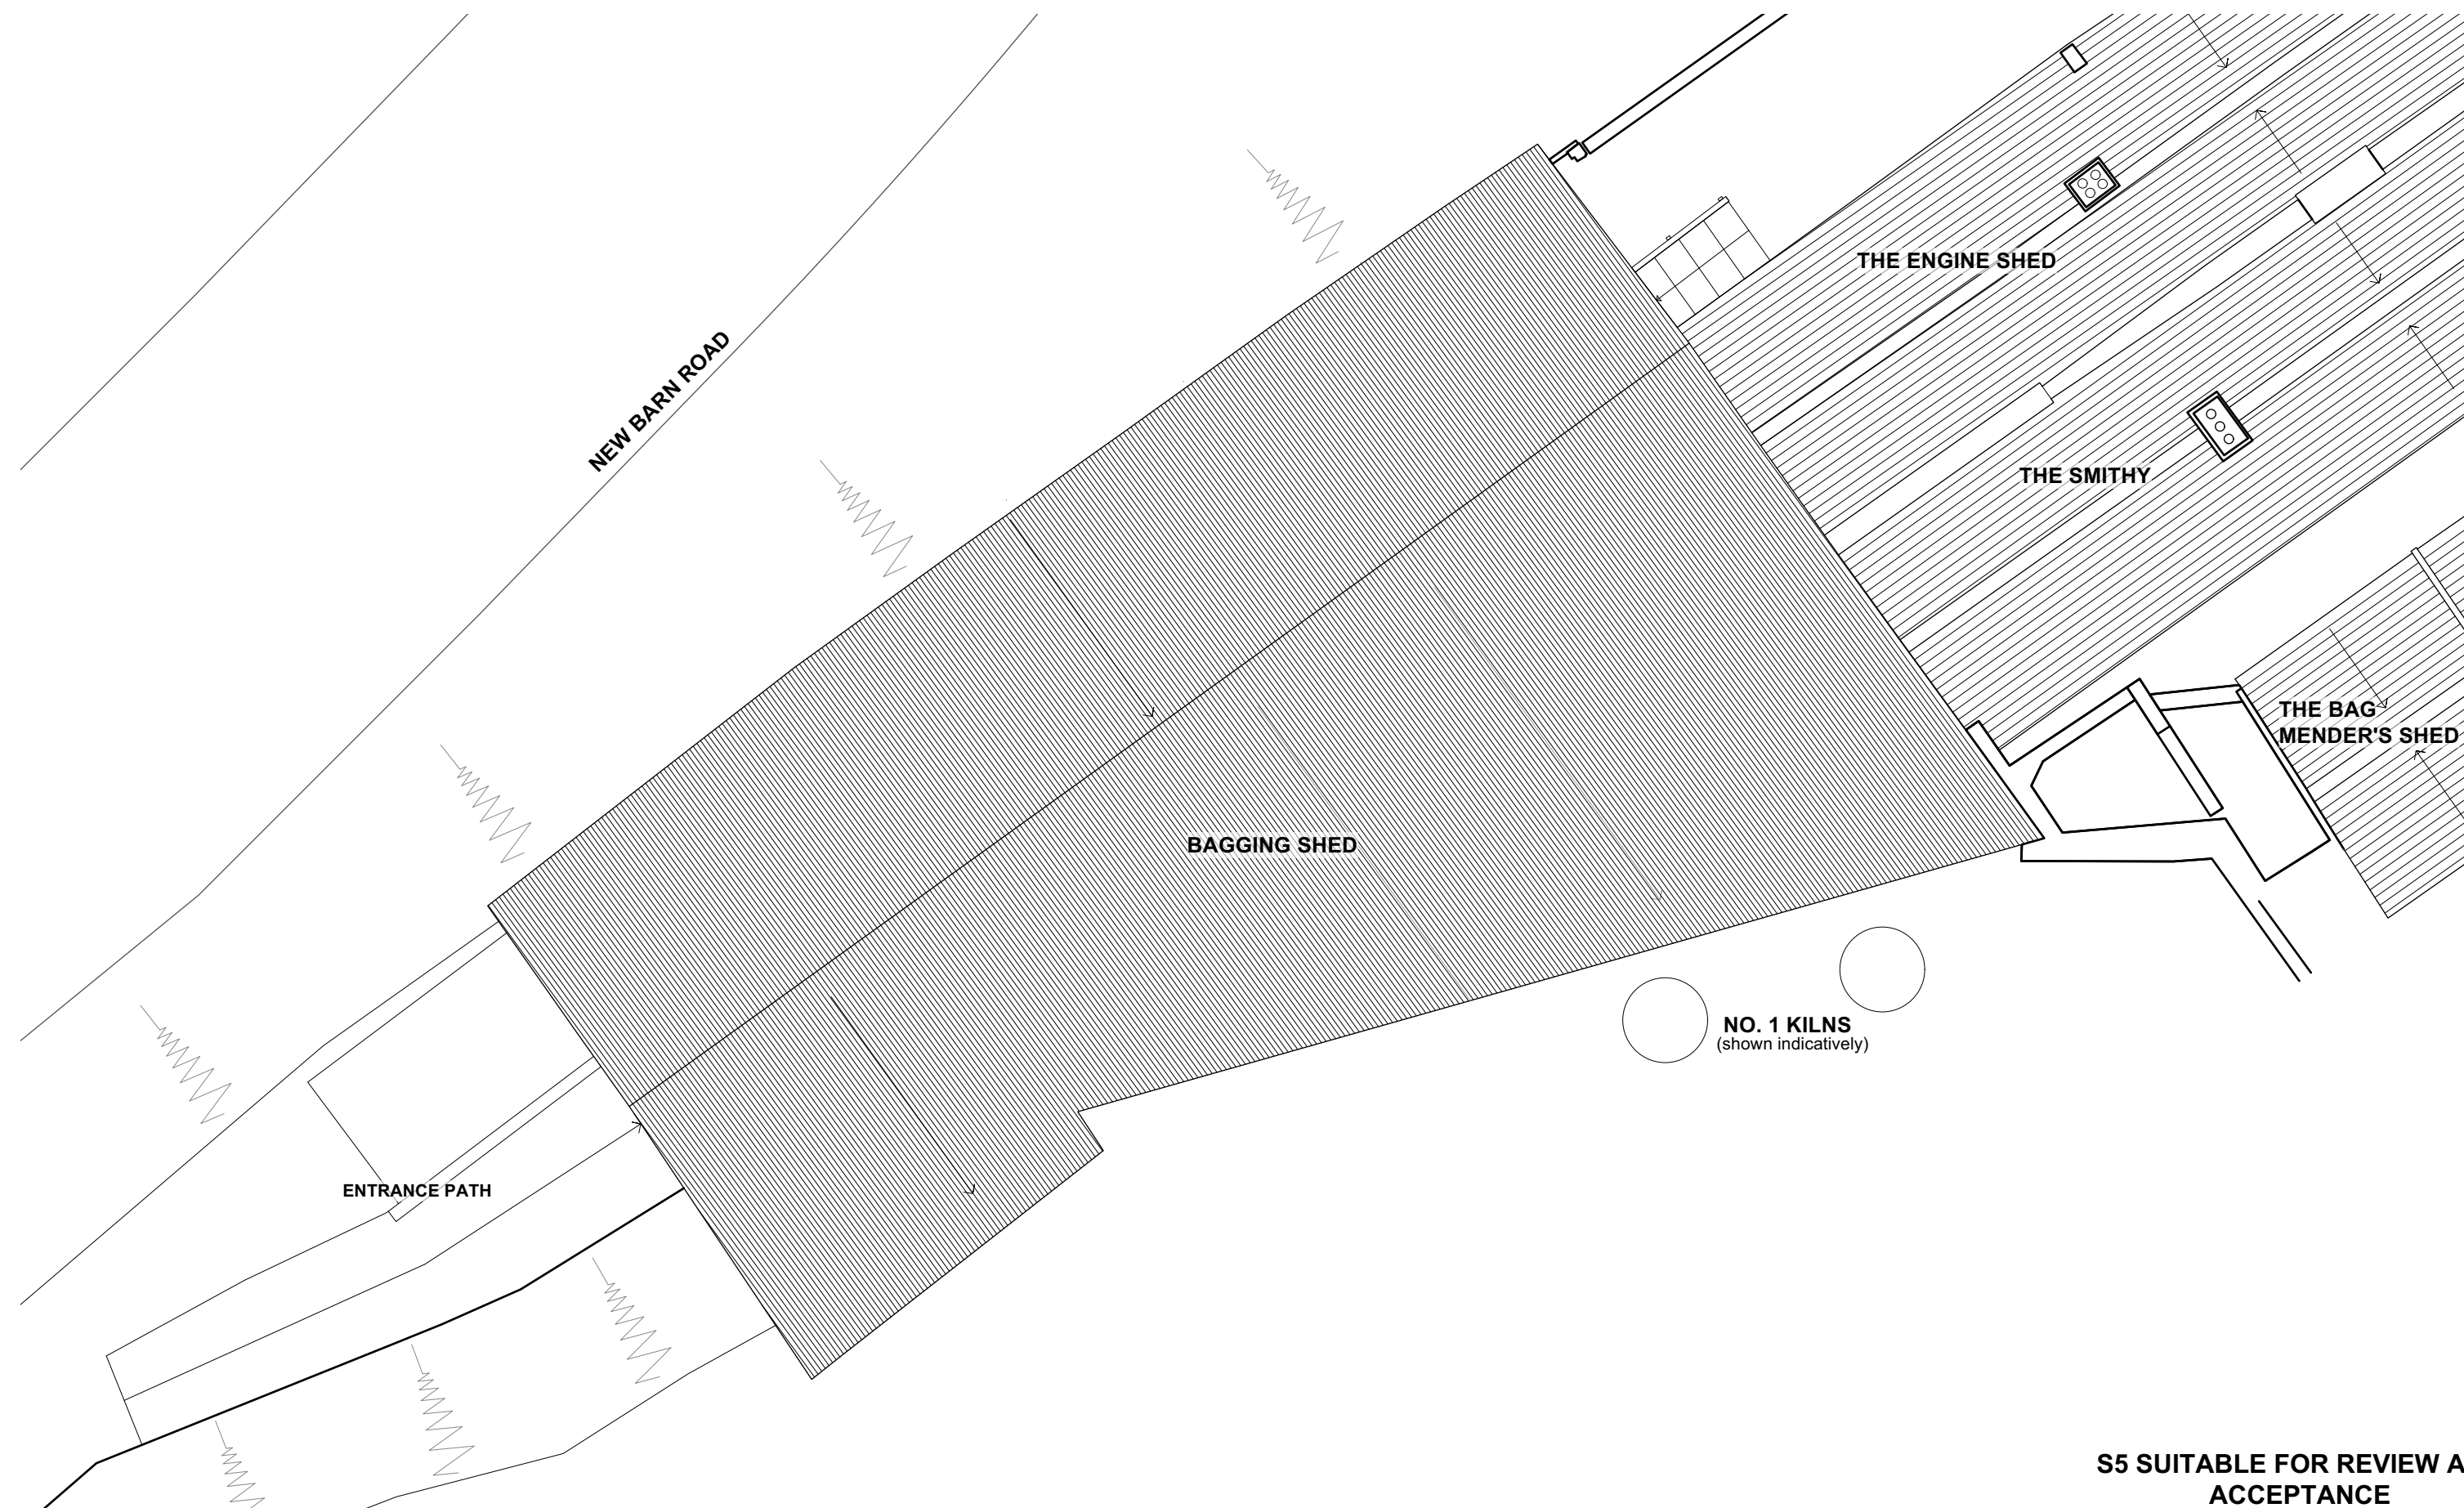 NEW BARN ROAD
THE ENGINE SHED
THE SMITHY
THE BAG
MENDER'S SHED
BAGGING SHED
NO. 1 KILNS
(shown indicatively)
ENTRANCE PATH
S5 SUITABLE FOR REVIEW A
ACCEPTANCE